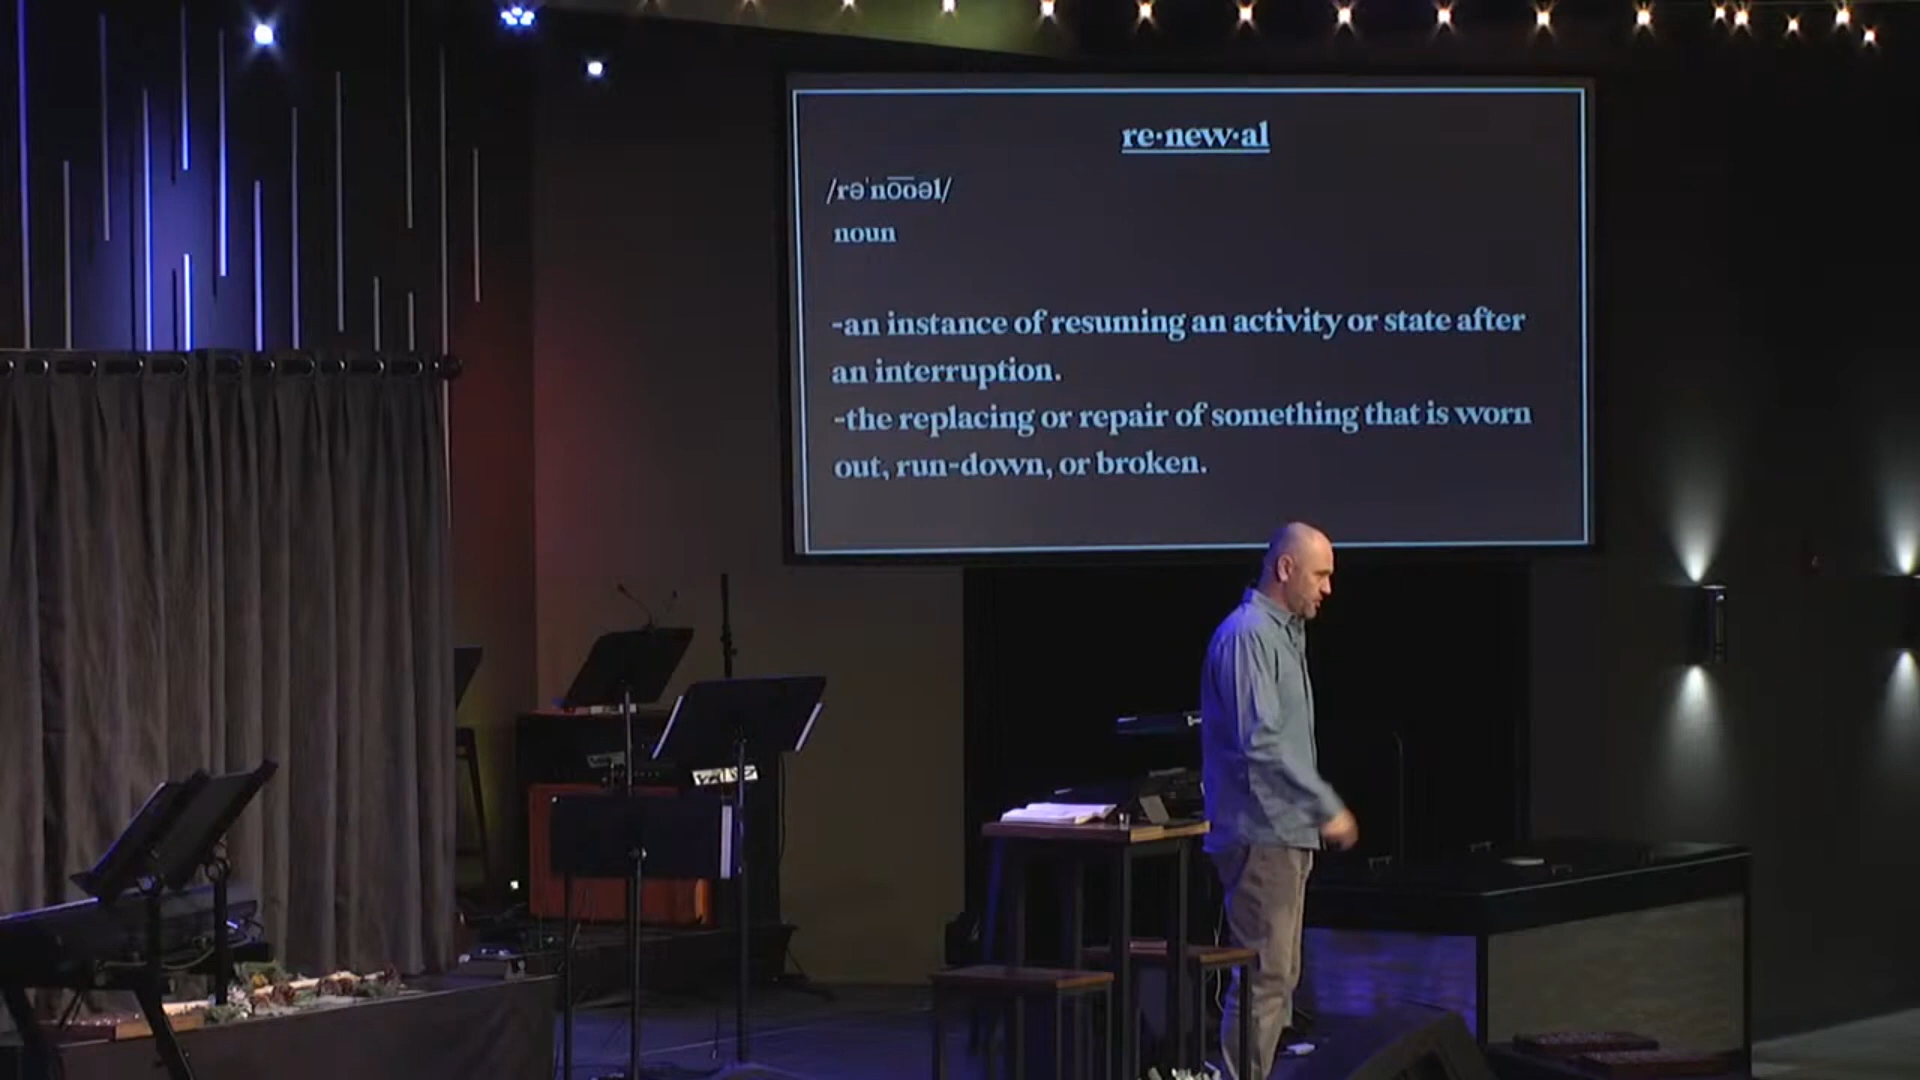 re·new·al
/rəˈno͞oəl/
noun
-an instance of resuming an activity or state after
an interruption.
-the replacing or repair of something that is worn
out, run-down, or broken.